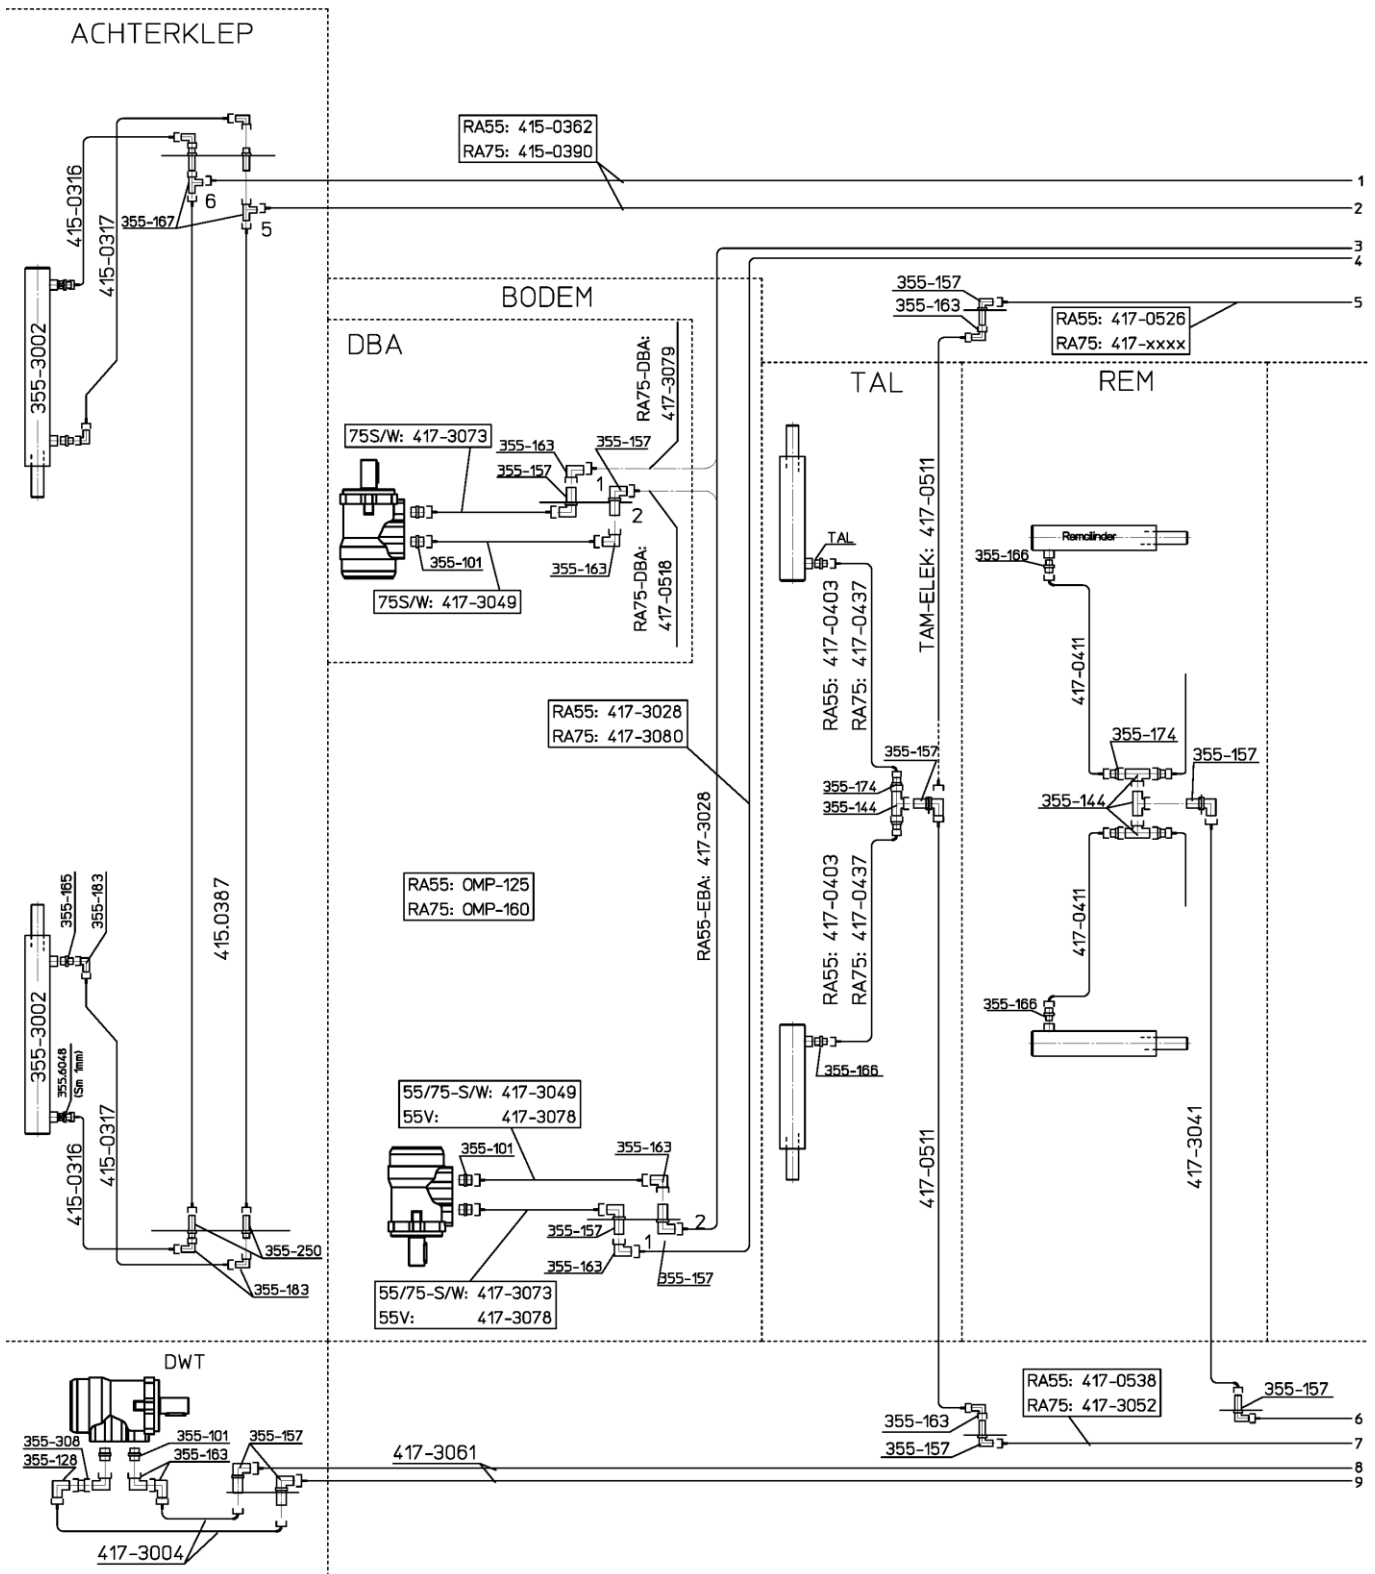 ACHTERKLEP
415-0316
415-0317
355-167
6
5
355-3002
RA55: 415-0362
RA75: 415-0390
1
2
3
4
BODEM
355-157
355-163
5
RA55: 417-0526
RA75: 417-xxxx
DBA
RA75-DBA:
417-3079
TAL
REM
75S/W: 417-3073
355-163
355-157
355-157
1
2
355-101
355-163
75S/W: 417-3049
RA75-DBA:
417-0518
TAL
RA55: 417-0403
RA75: 417-0437
TAM-ELEK: 417-0511
Remcilinder
355-166
417-0411
RA55: 417-3028
RA75: 417-3080
355-157
355-174
355-144
355-174
355-157
355-144
RA55-EBA: 417-3028
355-165
355-183
415.0387
RA55: OMP-125
RA75: OMP-160
RA55: 417-0403
RA75: 417-0437
417-0411
355-166
355-3002
355.6048
(Sm 1mm)
415-0316
415-0317
355-166
55/75-S/W: 417-3049
55V: 417-3078
355-101
355-163
417-0511
417-3041
355-157
2
355-163
1
355-157
355-250
355-183
55/75-S/W: 417-3073
55V: 417-3078
DWT
RA55: 417-0538
RA75: 417-3052
355-157
6
355-163
355-157
7
355-308
355-128
355-101
355-163
355-157
417-3061
8
9
417-3004